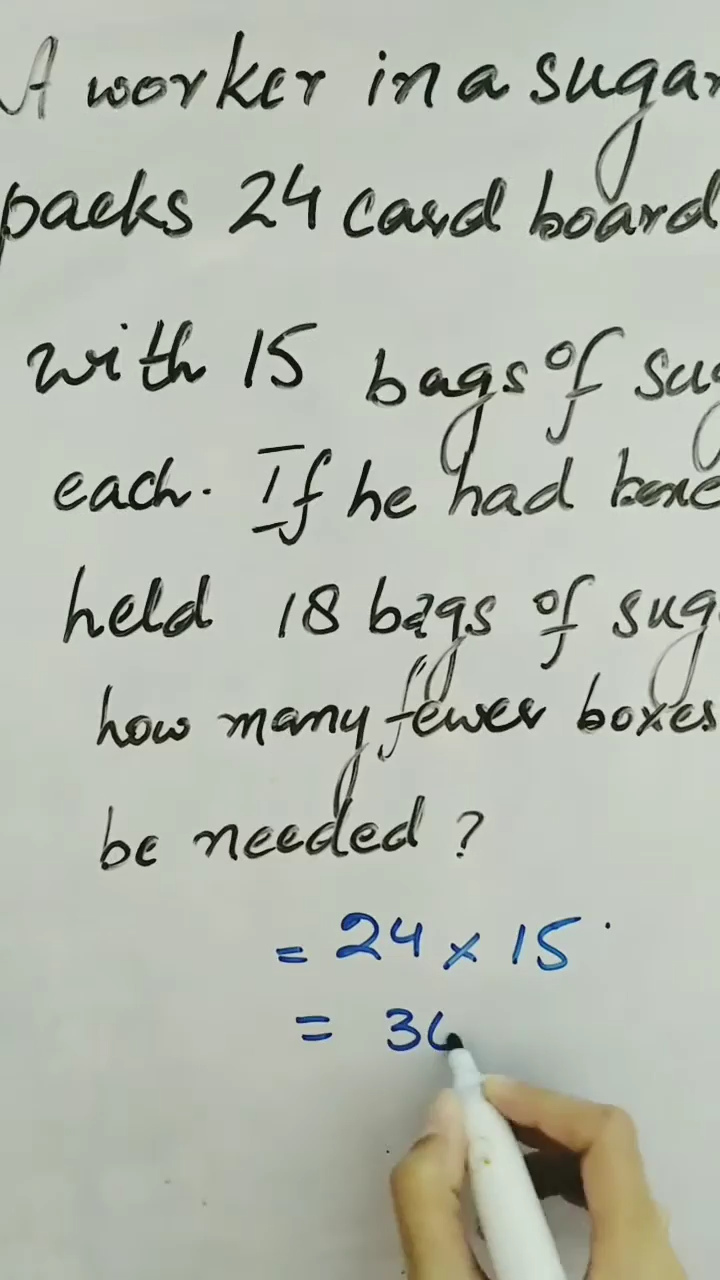 A worker in a sugar
packs 24 card board
with 15 bags of sug
each. If he had boxe
held 18 bags of suga
how many fewer boxes
be needed?
= 24 × 15
= 36